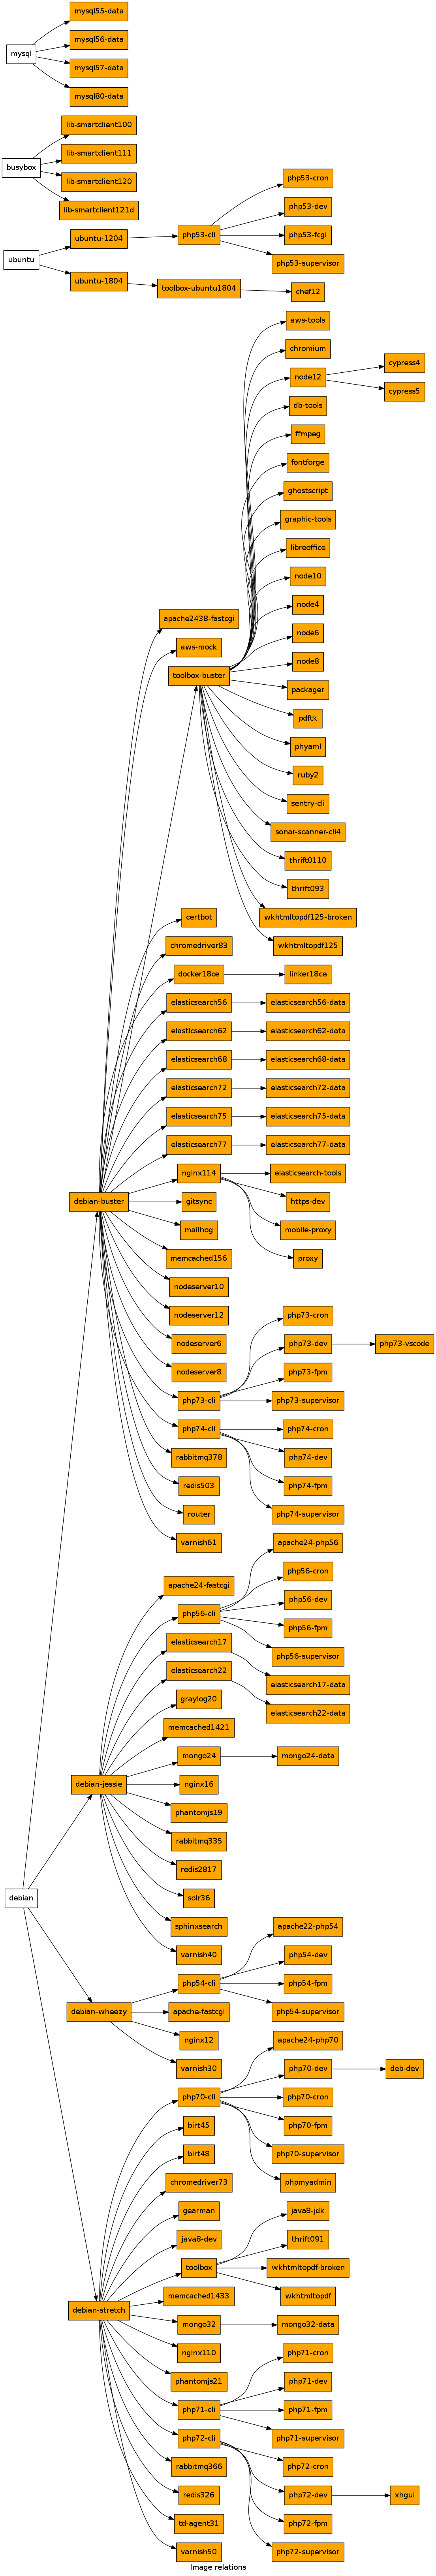 mysql
mysql55-data
mysql56-data
mysql57-data
mysql80-data
busybox
lib-smartclient100
lib-smartclient111
lib-smartclient120
lib-smartclient121d
ubuntu
ubuntu-1204
php53-cli
php53-cron
php53-dev
php53-fcgi
php53-supervisor
ubuntu-1804
toolbox-ubuntu1804
chef12
aws-tools
chromium
node12
cypress4
cypress5
db-tools
ffmpeg
fontforge
ghostscript
graphic-tools
libreoffice
node10
node4
apache2438-fastcgi
node6
aws-mock
node8
toolbox-buster
packager
pdftk
phyaml
ruby2
sentry-cli
sonar-scanner-cli4
thrift0110
thrift093
certbot
wkhtmltopdf125-broken
chromedriver83
wkhtmltopdf125
docker18ce
linker18ce
elasticsearch56
elasticsearch56-data
elasticsearch62
elasticsearch62-data
elasticsearch68
elasticsearch68-data
elasticsearch72
elasticsearch72-data
elasticsearch75
elasticsearch75-data
elasticsearch77
elasticsearch77-data
nginx114
elasticsearch-tools
debian-buster
gitsync
https-dev
mailhog
mobile-proxy
memcached156
proxy
nodeserver10
nodeserver12
php73-cron
nodeserver6
php73-dev
php73-vscode
nodeserver8
php73-fpm
php73-cli
php73-supervisor
php74-cli
php74-cron
rabbitmq378
php74-dev
redis503
php74-fpm
router
php74-supervisor
varnish61
apache24-php56
apache24-fastcgi
php56-cron
php56-cli
php56-dev
php56-fpm
elasticsearch17
php56-supervisor
elasticsearch22
elasticsearch17-data
graylog20
elasticsearch22-data
memcached1421
mongo24
mongo24-data
debian-jessie
nginx16
phantomjs19
rabbitmq335
redis2817
debian
solr36
sphinxsearch
apache22-php54
varnish40
php54-dev
php54-cli
php54-fpm
debian-wheezy
apache-fastcgi
php54-supervisor
nginx12
apache24-php70
varnish30
php70-dev
deb-dev
php70-cli
php70-cron
birt45
php70-fpm
birt48
php70-supervisor
chromedriver73
phpmyadmin
gearman
java8-jdk
java8-dev
thrift091
toolbox
wkhtmltopdf-broken
memcached1433
wkhtmltopdf
debian-stretch
mongo32
mongo32-data
nginx110
php71-cron
phantomjs21
php71-dev
php71-cli
php71-fpm
php72-cli
php71-supervisor
rabbitmq366
php72-cron
redis326
php72-dev
xhgui
td-agent31
php72-fpm
varnish50
php72-supervisor
Image relations